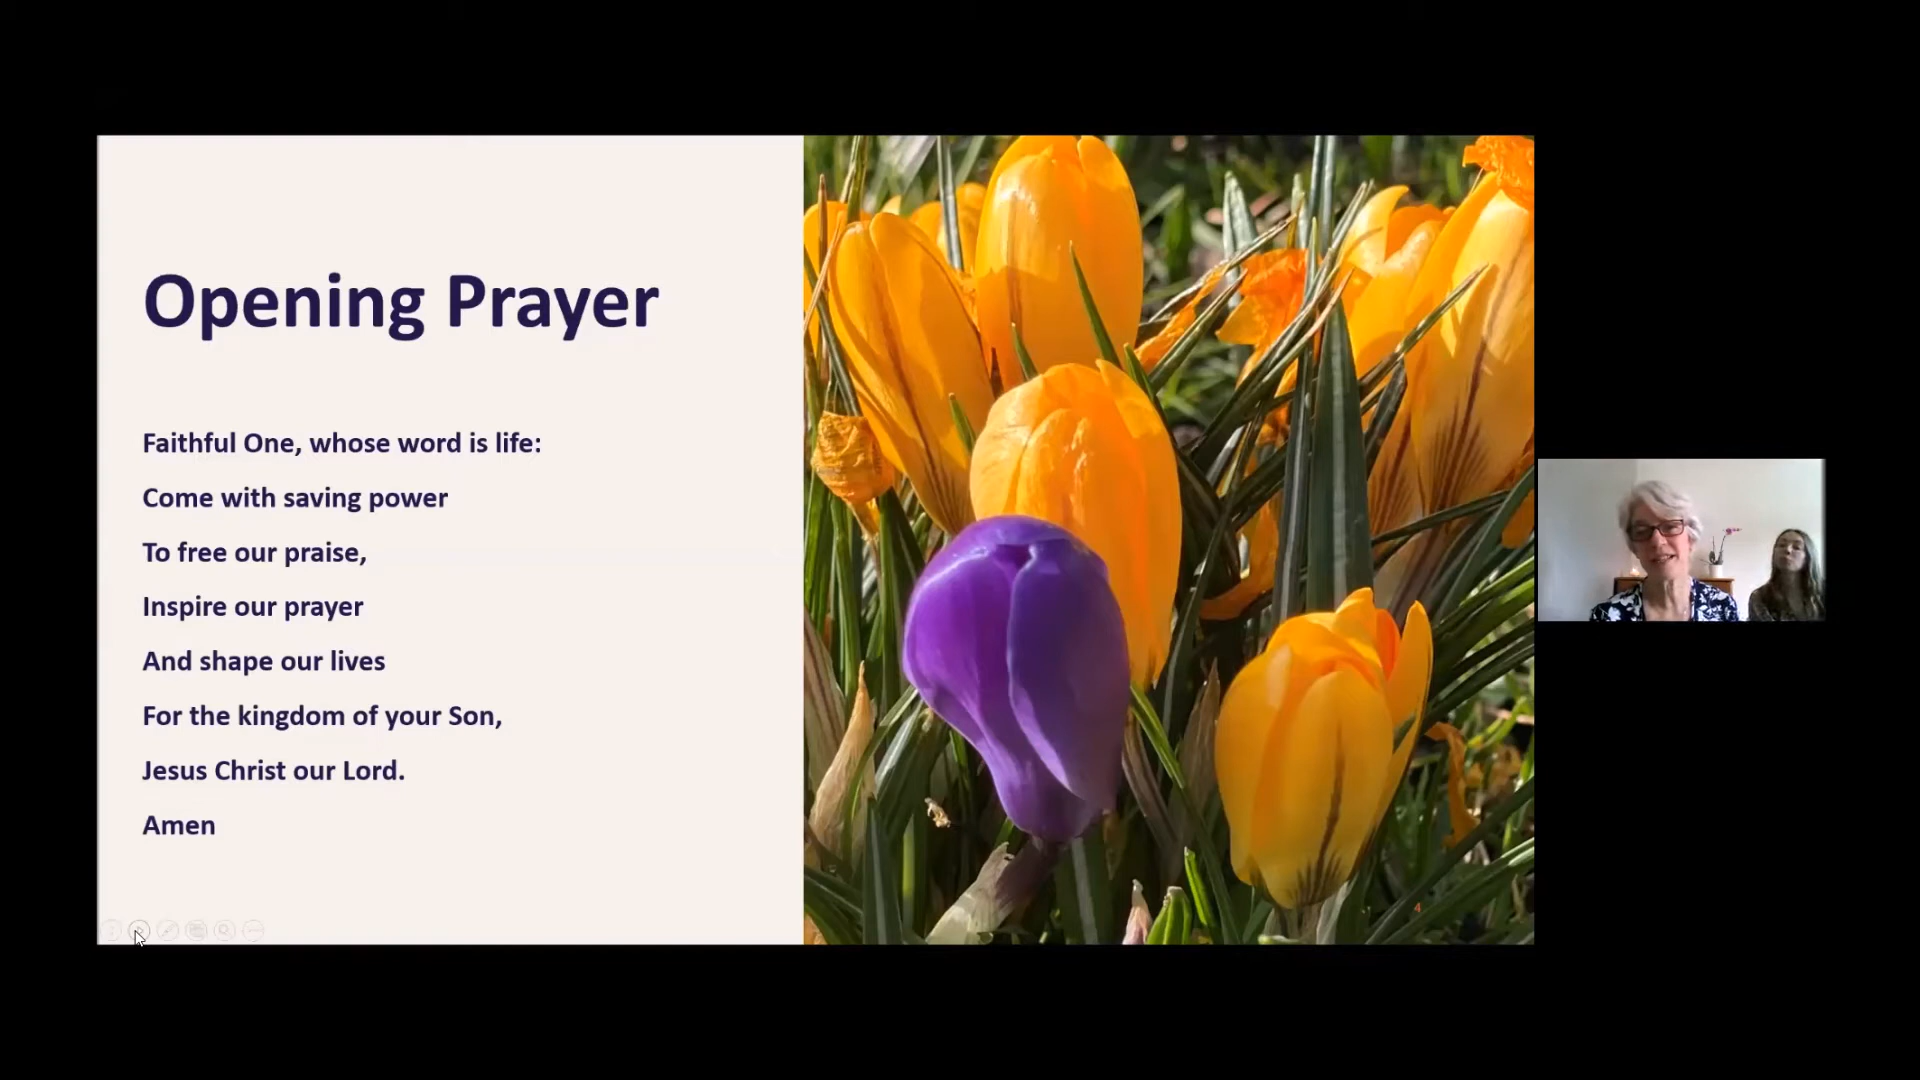 Opening Prayer
Faithful One, whose word is life:
Come with saving power
To free our praise,
Inspire our prayer
And shape our lives
For the kingdom of your Son,
Jesus Christ our Lord.
Amen
4